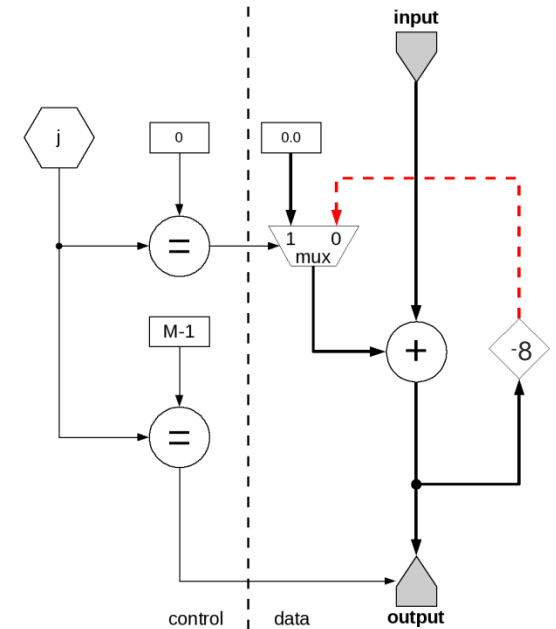 input
j
0
0.0
=
1 0
mux
M-1
+
-8
=
control
data
output